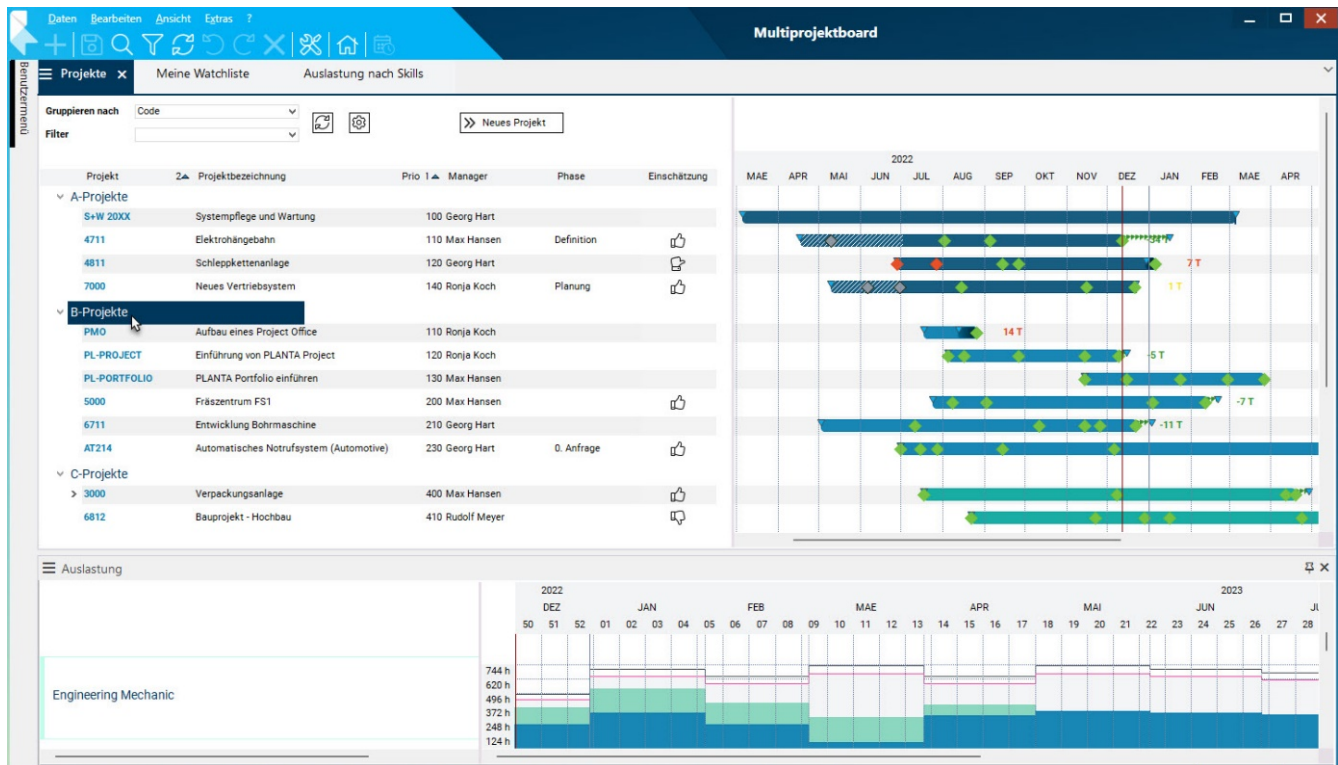 Daten Bearbeiten Ansicht Extras ?
Multiprojektboard
Benutzermenü
Projekte Meine Watchliste Auslastung nach Skills
Gruppieren nach Code
Filter
Neues Projekt
2022
Projekt 2 Projektbezeichnung Prio 1 Manager Phase Einschätzung MAE APR MAI JUN JUL AUG SEP OKT NOV DEZ JAN FEB MAE APR
A-Projekte
S+W 20XX Systempflege und Wartung 100 Georg Hart
4711 Elektrohängebahn 110 Max Hansen Definition -34 T
4811 Schleppkettenanlage 120 Georg Hart 7 T
7000 Neues Vertriebsystem 140 Ronja Koch Planung 1 T
B-Projekte
PMO Aufbau eines Project Office 110 Ronja Koch 14 T
PL-PROJECT Einführung von PLANTA Project 120 Ronja Koch -5 T
PL-PORTFOLIO PLANTA Portfolio einführen 130 Max Hansen
5000 Fräszentrum FS1 200 Max Hansen -7 T
6711 Entwicklung Bohrmaschine 210 Georg Hart -11 T
AT214 Automatisches Notrufsystem (Automotive) 230 Georg Hart 0. Anfrage
C-Projekte
3000 Verpackungsanlage 400 Max Hansen
6812 Bauprojekt - Hochbau 410 Rudolf Meyer
Auslastung
2022 2023
DEZ JAN FEB MAE APR MAI JUN
50 51 52 01 02 03 04 05 06 07 08 09 10 11 12 13 14 15 16 17 18 19 20 21 22 23 24 25 26 27 28
Engineering Mechanic
744 h
620 h
496 h
372 h
248 h
124 h